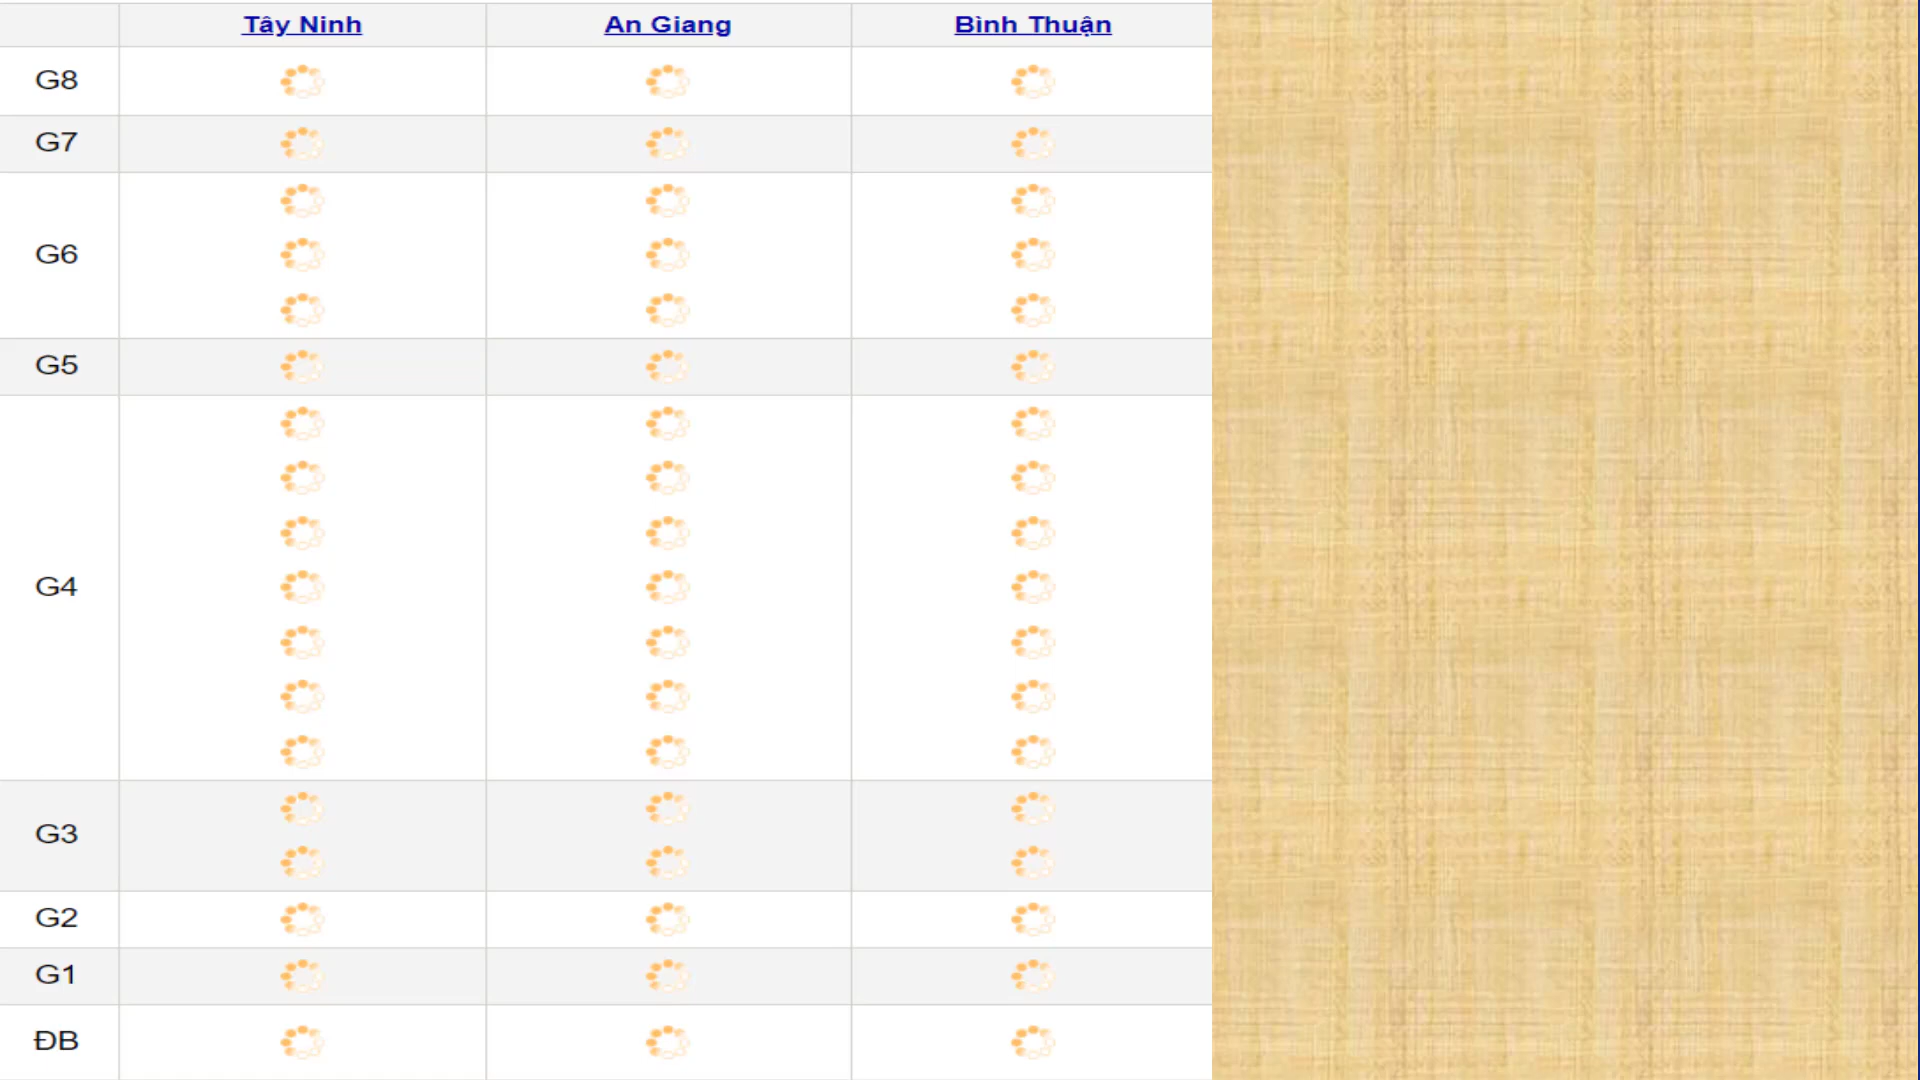 Tây Ninh An Giang Bình Thuận
G8
G7
G6
G5
G4
G3
G2
G1
ĐB